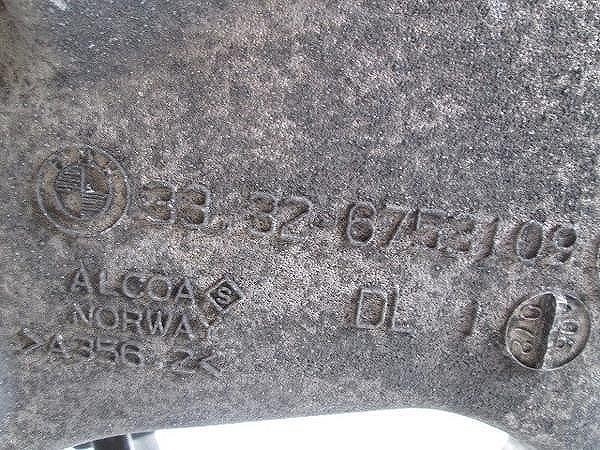 33 32 6753109
ALCOA
NORWAY
>A356.2<
DL 1